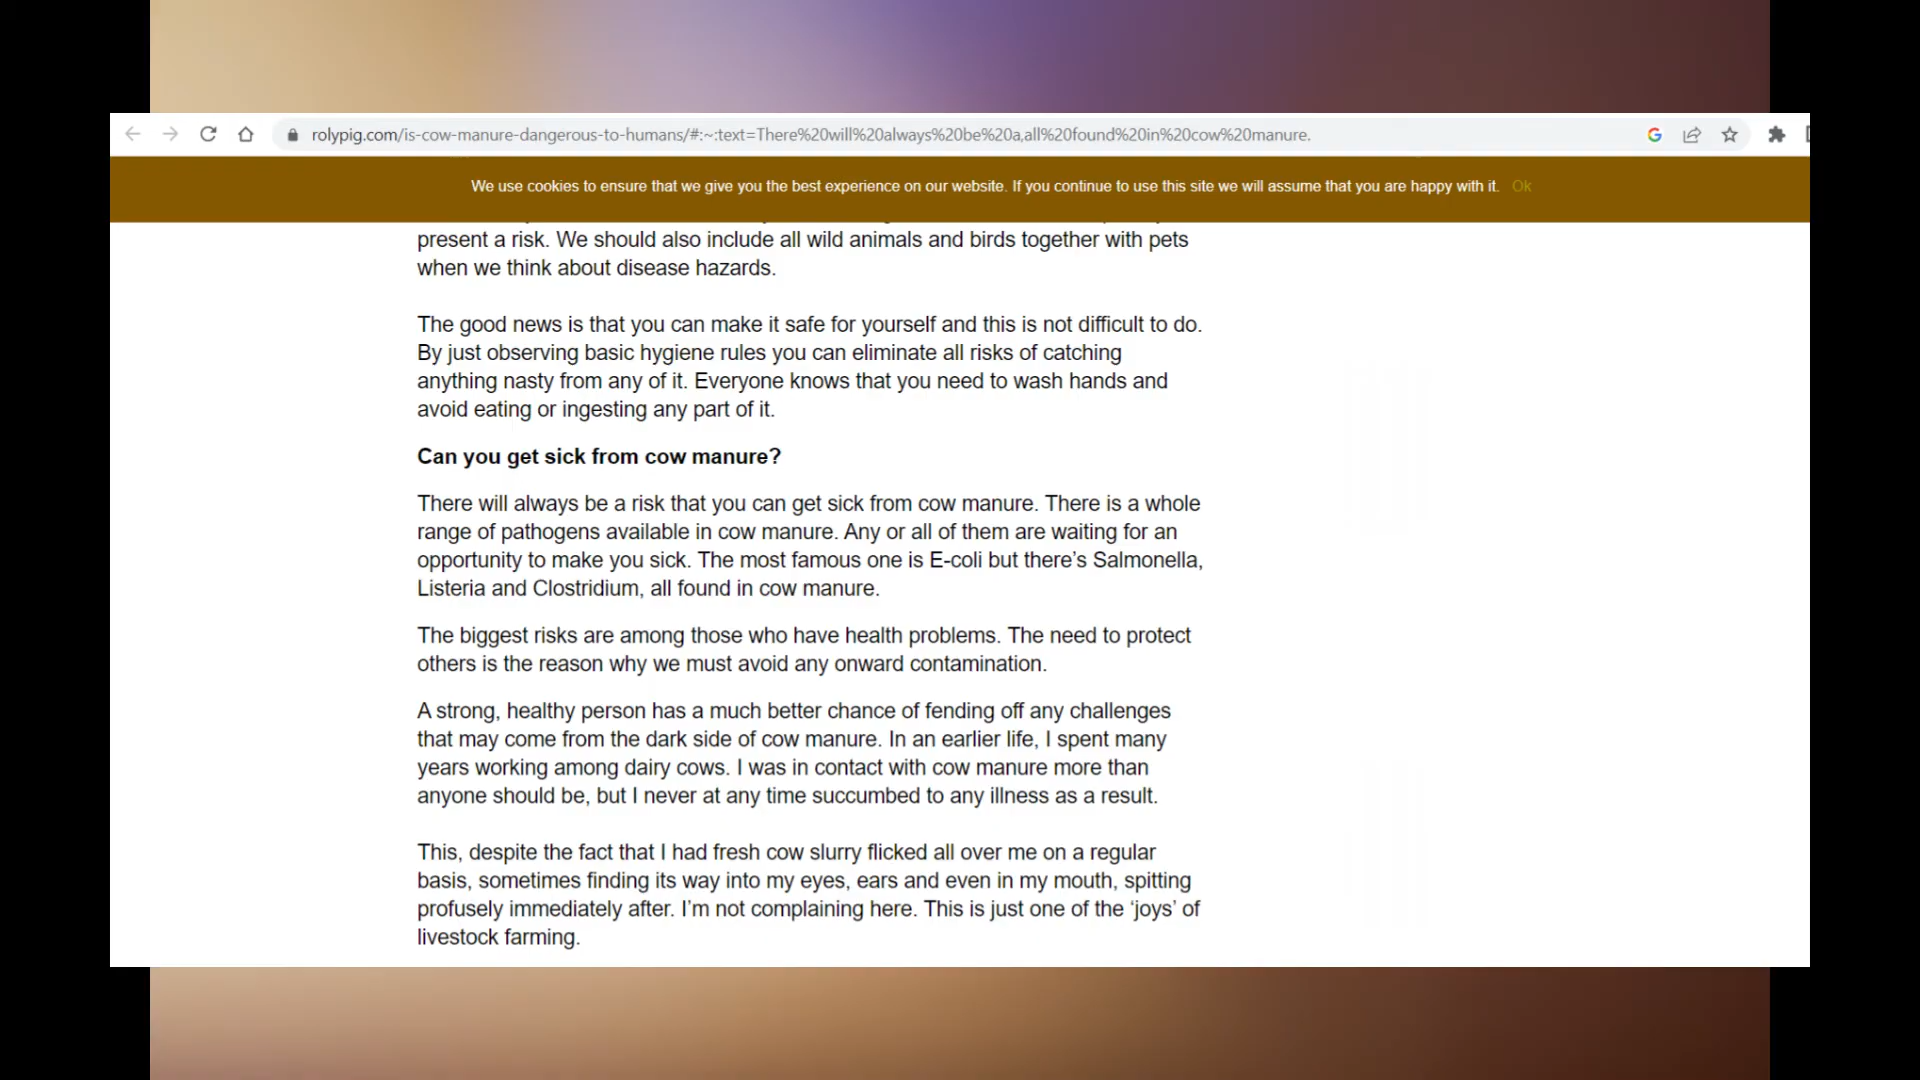 rolypig.com/is-cow-manure-dangerous-to-humans/#:~:text=There%20will%20always%20be%20a,all%20found%20in%20cow%20manure.
We use cookies to ensure that we give you the best experience on our website. If you continue to use this site we will assume that you are happy with it. Ok
present a risk. We should also include all wild animals and birds together with pets
when we think about disease hazards.
The good news is that you can make it safe for yourself and this is not difficult to do.
By just observing basic hygiene rules you can eliminate all risks of catching
anything nasty from any of it. Everyone knows that you need to wash hands and
avoid eating or ingesting any part of it.
Can you get sick from cow manure?
There will always be a risk that you can get sick from cow manure. There is a whole
range of pathogens available in cow manure. Any or all of them are waiting for an
opportunity to make you sick. The most famous one is E-coli but there’s Salmonella,
Listeria and Clostridium, all found in cow manure.
The biggest risks are among those who have health problems. The need to protect
others is the reason why we must avoid any onward contamination.
A strong, healthy person has a much better chance of fending off any challenges
that may come from the dark side of cow manure. In an earlier life, I spent many
years working among dairy cows. I was in contact with cow manure more than
anyone should be, but I never at any time succumbed to any illness as a result.
This, despite the fact that I had fresh cow slurry flicked all over me on a regular
basis, sometimes finding its way into my eyes, ears and even in my mouth, spitting
profusely immediately after. I’m not complaining here. This is just one of the ‘joys’ of
livestock farming.